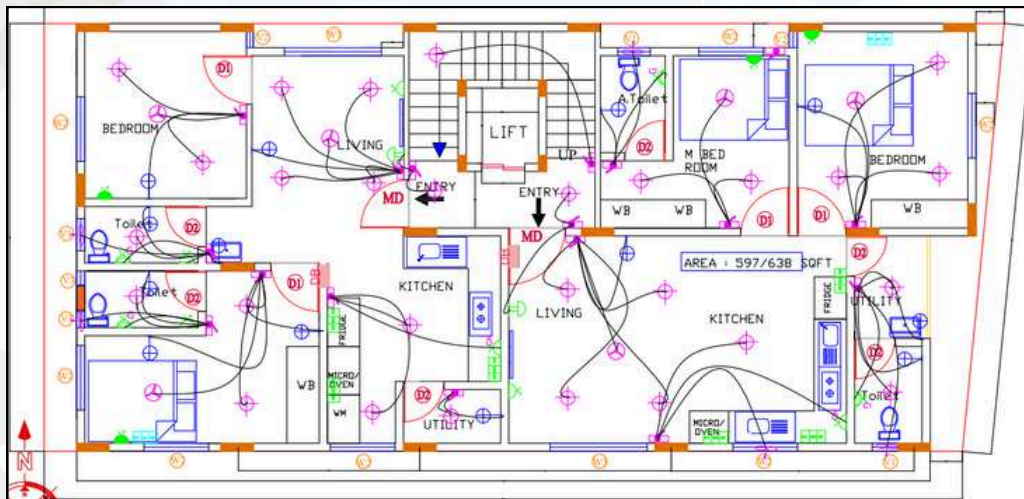 D1
BEDROOM
LIVING
LIFT
UP
A.Toilet
D2
M BED
ROOM
BEDROOM
WB
WB
WB
D1
D1
ENTRY
MD
ENTRY
MD
Toilet
D2
Toilet
D2
D1
DB
KITCHEN
FRIDGE
MICRO/
OVEN
WM
WB
D2
UTILITY
LIVING
AREA : 597/638 SQFT
KITCHEN
FRIDGE
MICRO/
OVEN
D2
UTILITY
D2
Toilet
N